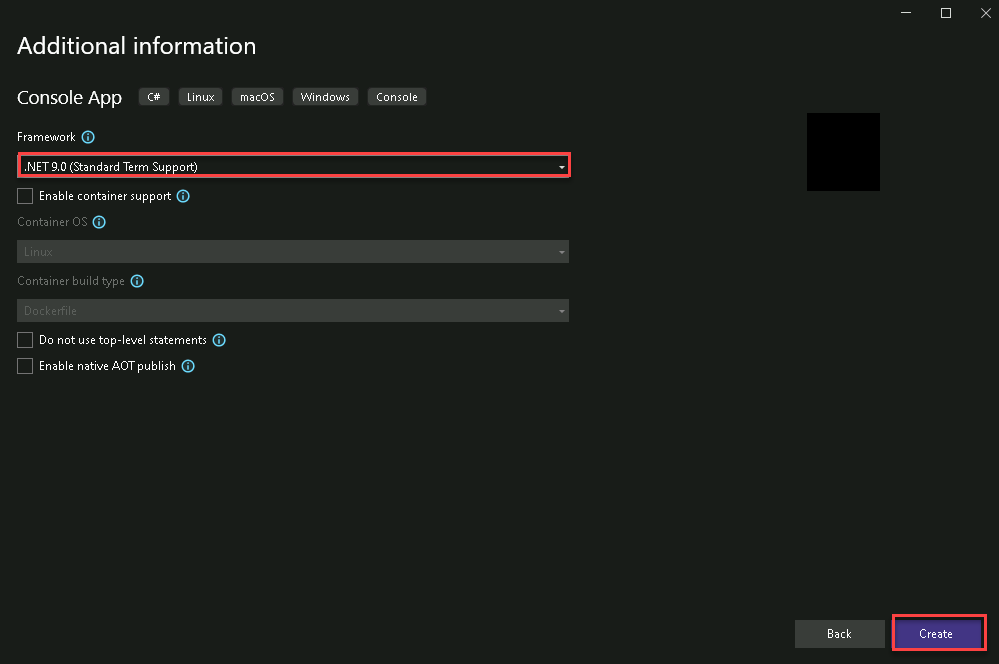 Additional information
Console App C# Linux macOS Windows Console
Framework
.NET 9.0 (Standard Term Support)
Enable container support
Container OS
Linux
Container build type
Dockerfile
Do not use top-level statements
Enable native AOT publish
Back Create